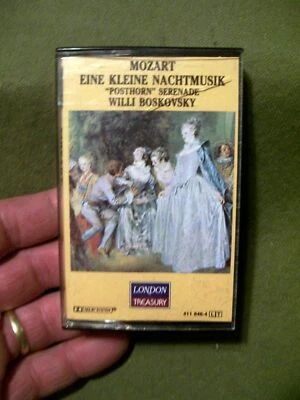 MOZART
EINE KLEINE NACHTMUSIK
"POSTHORN" SERENADE
WILLI BOSKOVSKY
LONDON
TREASURY